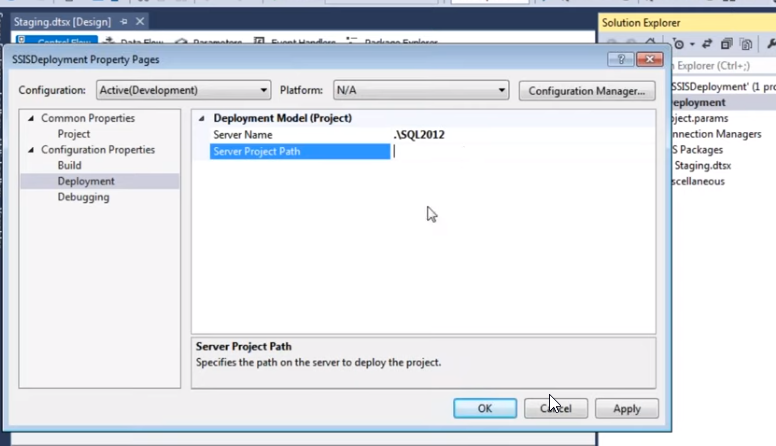 Staging.dtsx [Design]
Solution Explorer
Control Flow Data Flow Parameters Event Handlers Package Explorer
SSISDeployment Property Pages
Explorer (Ctrl+;)
Configuration: Active(Development) Platform: N/A Configuration Manager...
SSISDeployment' (1 pro
eployment
Common Properties
Project
Configuration Properties
Build
Deployment
Debugging
Deployment Model (Project)
Server Name .\SQL2012
Server Project Path
oject.params
nnection Managers
S Packages
Staging.dtsx
scellaneous
Server Project Path
Specifies the path on the server to deploy the project.
OK Cancel Apply